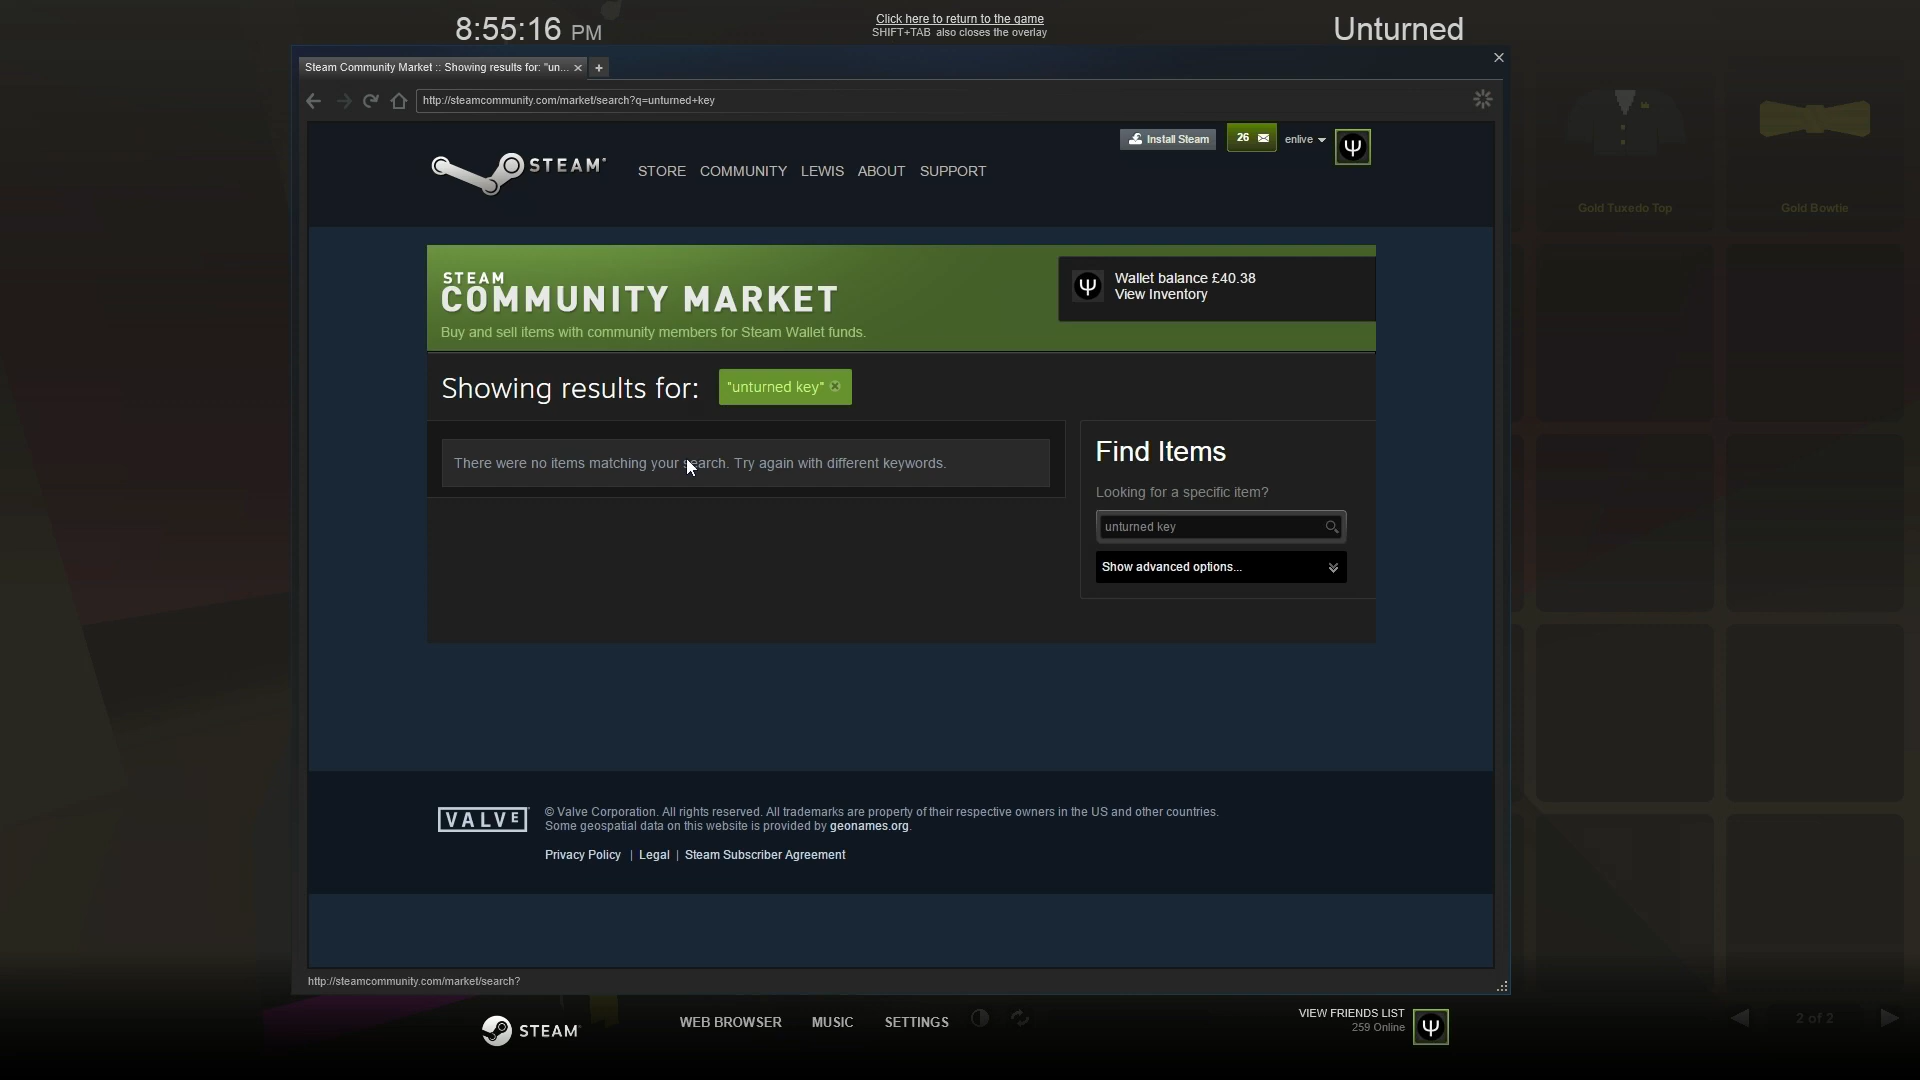 8:55:16 PM
Click here to return to the game
SHIFT+TAB also closes the overlay
Unturned
Steam Community Market :: Showing results for: "un...
http://steamcommunity.com/market/search?q=unturned+key
Install Steam
26
enlive
STEAM
STORE COMMUNITY LEWIS ABOUT SUPPORT
Gold Tuxedo Top
Gold Bowtie
STEAM
COMMUNITY MARKET
Buy and sell items with community members for Steam Wallet funds.
Wallet balance £40.38
View Inventory
Showing results for: "unturned key"
There were no items matching your search. Try again with different keywords.
Find Items
Looking for a specific item?
unturned key
Show advanced options...
VALVE
© Valve Corporation. All rights reserved. All trademarks are property of their respective owners in the US and other countries.
Some geospatial data on this website is provided by geonames.org.
Privacy Policy | Legal | Steam Subscriber Agreement
http://steamcommunity.com/market/search?
STEAM
WEB BROWSER MUSIC SETTINGS
VIEW FRIENDS LIST
259 Online
2 of 2